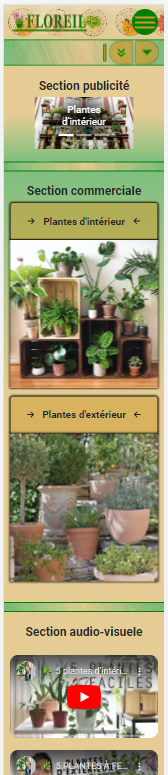 FLOREIL
Section publicité
Plantes
d'intérieur
Section commerciale
→ Plantes d'intérieur ←
→ Plantes d'extérieur ←
Section audio-visuele
5 plantes d'intéri...
FACILES
5 PLANTES À FE...